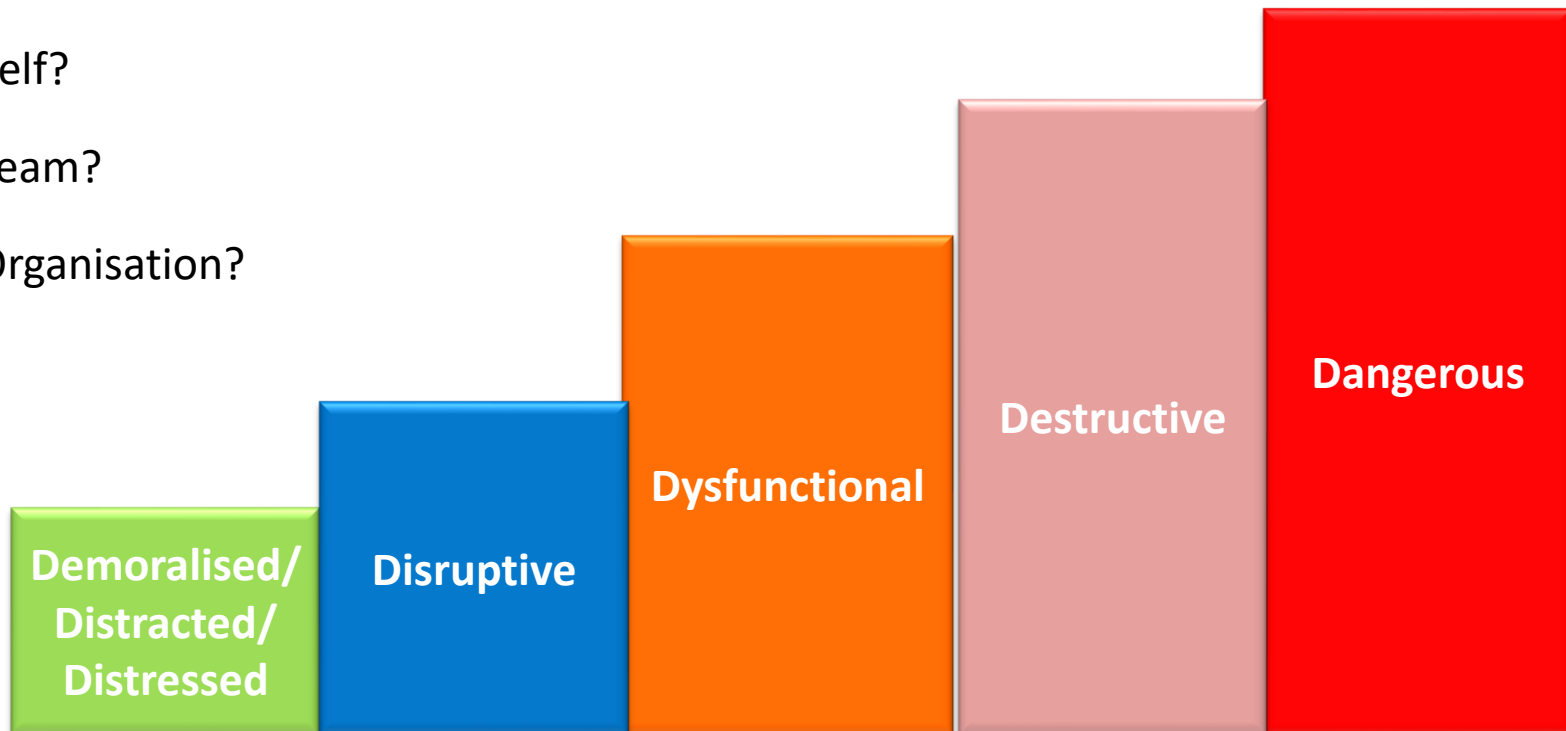 elf?
eam?
Organisation?
Demoralised/
Distracted/
Distressed
Disruptive
Dysfunctional
Destructive
Dangerous